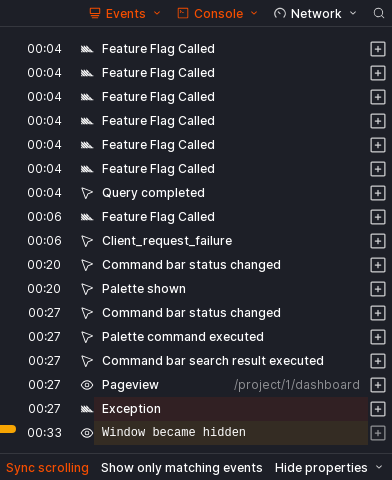 Events Console Network
00:04 Feature Flag Called
00:04 Feature Flag Called
00:04 Feature Flag Called
00:04 Feature Flag Called
00:04 Feature Flag Called
00:04 Feature Flag Called
00:04 Query completed
00:06 Feature Flag Called
00:06 Client_request_failure
00:20 Command bar status changed
00:20 Palette shown
00:27 Command bar status changed
00:27 Palette command executed
00:27 Command bar search result executed
00:27 Pageview /project/1/dashboard
00:27 Exception
00:33 Window became hidden
Sync scrolling Show only matching events Hide properties